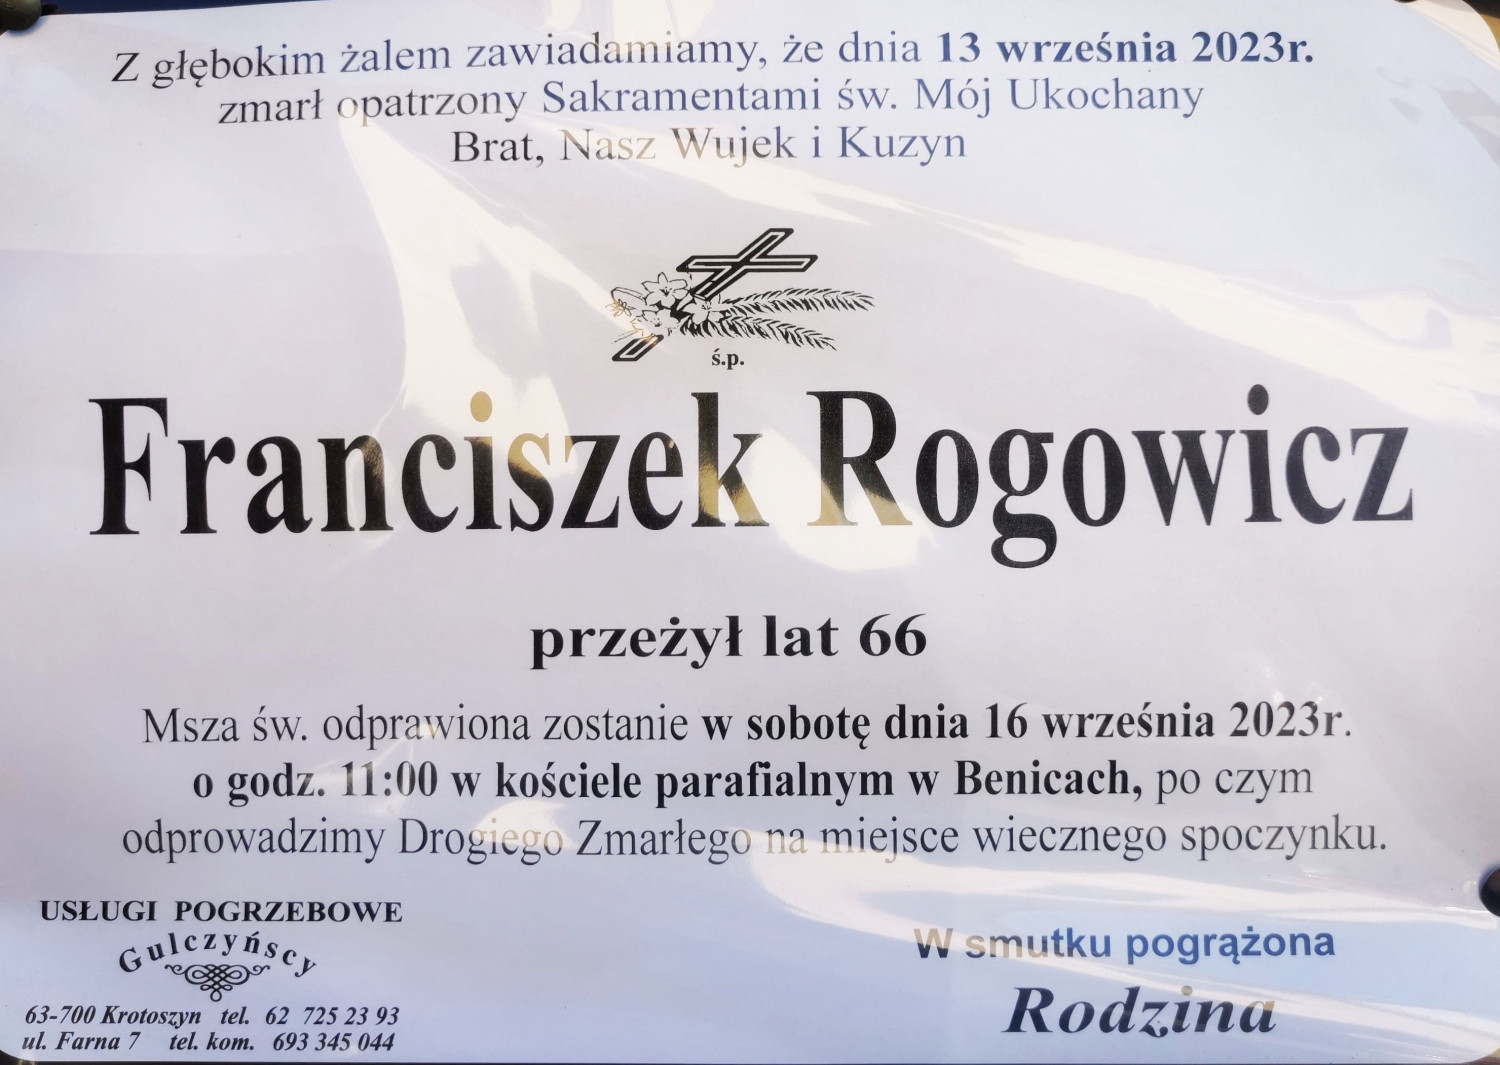 Z głębokim żalem zawiadamiamy, że dnia 13 września 2023r.
zmarł opatrzony Sakramentami św. Mój Ukochany
Brat, Nasz Wujek i Kuzyn
ś.p.
Franciszek Rogowicz
przeżył lat 66
Msza św. odprawiona zostanie w sobotę dnia 16 września 2023r.
o godz. 11:00 w kościele parafialnym w Benicach, po czym
odprowadzimy Drogiego Zmarłego na miejsce wiecznego spoczynku.
USŁUGI POGRZEBOWE
Gulczyńscy
63-700 Krotoszyn tel. 62 725 23 93
ul. Farna 7 tel. kom. 693 345 044
W smutku pogrążona
Rodzina